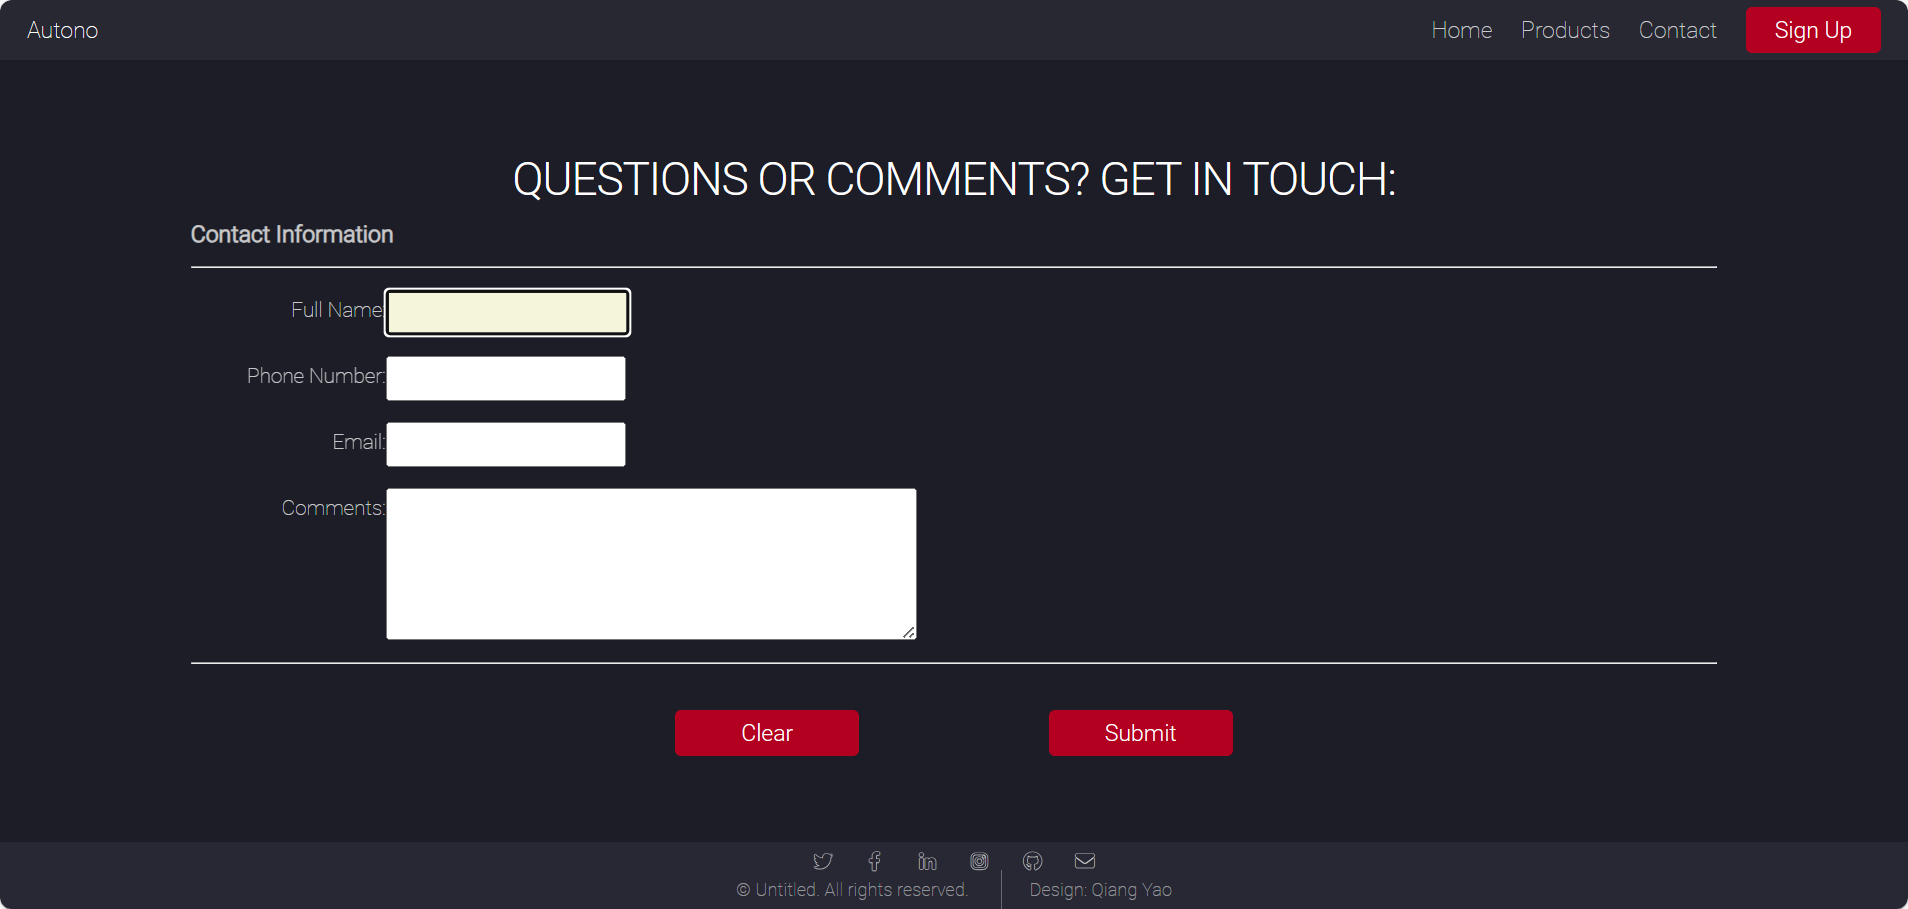 Autono
Home Products Contact Sign Up
QUESTIONS OR COMMENTS? GET IN TOUCH:
Contact Information
Full Name:
Phone Number:
Email:
Comments:
Clear Submit
© Untitled. All rights reserved. Design: Qiang Yao